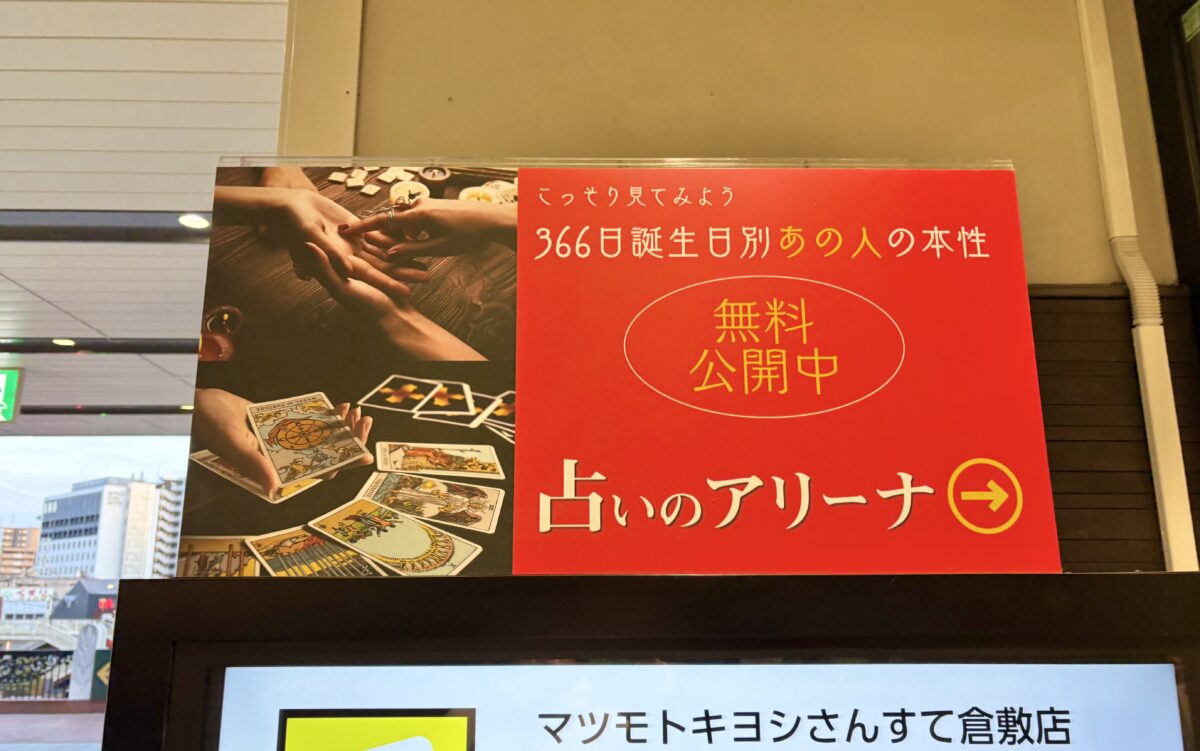 こっそり見てみよう
366日誕生日別あの人の本性
無料
公開中
占いのアリーナ
マツモトキヨシさんすて倉敷店